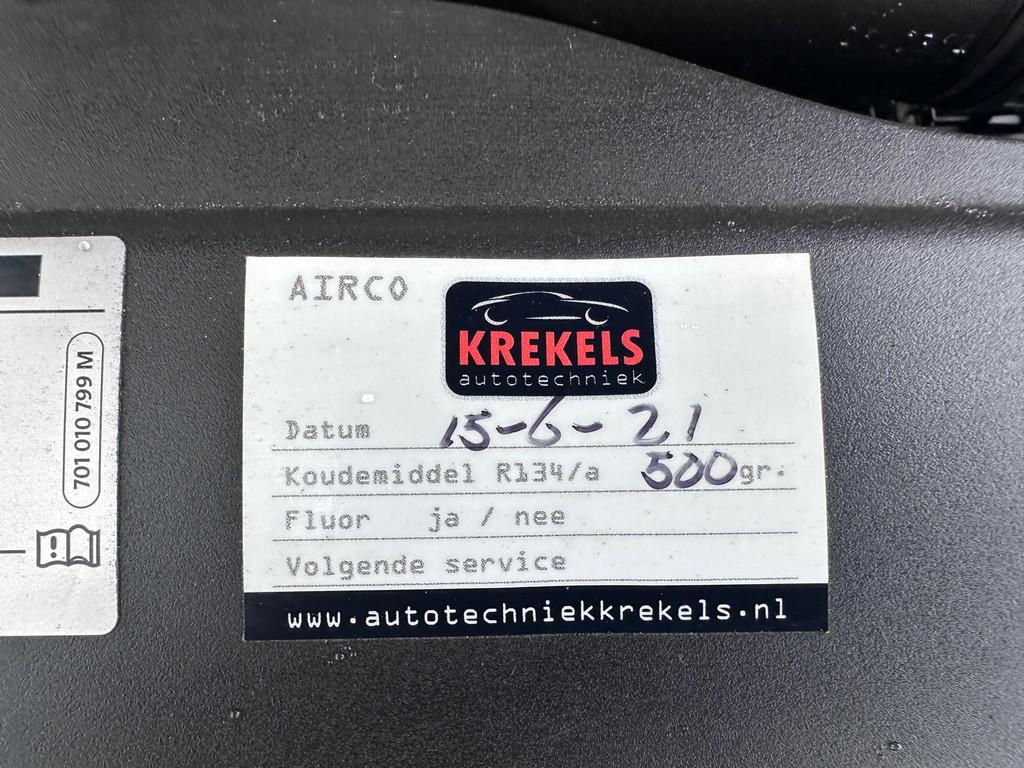 AIRCO
KREKELS
autotechniek
Datum 15-6-21
Koudemiddel R134/a 500gr.
Fluor ja / nee
Volgende service
www.autotechniekkrekels.nl
701 010 799 M